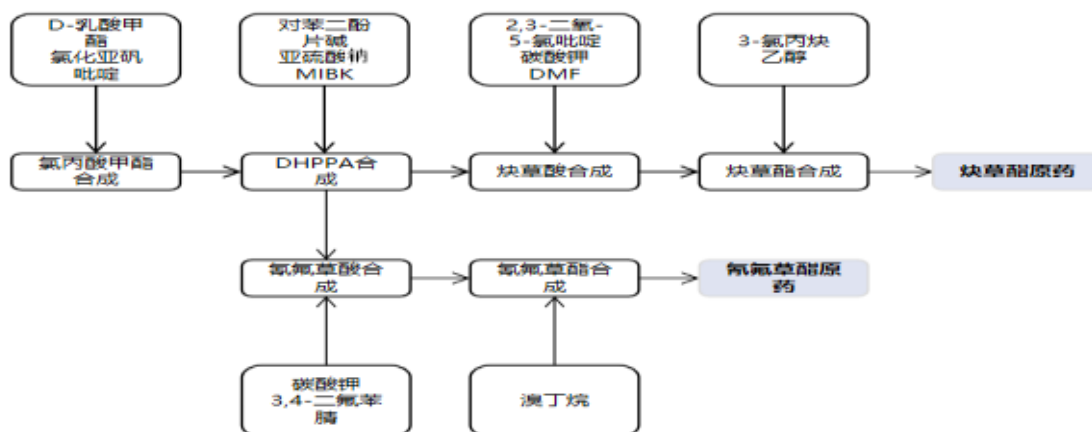 D-乳酸甲
酯
氯化亚矾
吡啶
对苯二酚
片碱
亚硫酸钠
MIBK
2,3-二氟-
5-氯吡啶
碳酸钾
DMF
3-氯丙炔
乙醇
氯丙酸甲酯
合成
DHPPA合
成
炔草酸合成
炔草酯合成
炔草酯原药
氰氟草酸合
成
氰氟草酯合
成
氰氟草酯原
药
碳酸钾
3,4-二氟苯
腈
溴丁烷